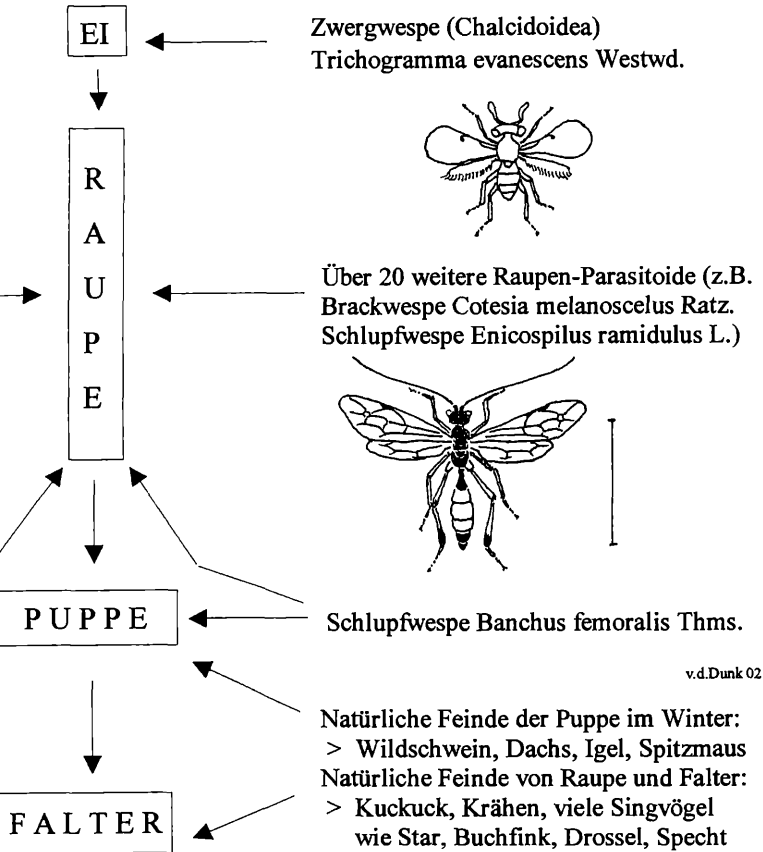 EI
Zwergwespe (Chalcidoidea)
Trichogramma evanescens Westwd.
RAUPE
Über 20 weitere Raupen-Parasitoide (z.B.
Brackwespe Cotesia melanoscelus Ratz.
Schlupfwespe Enicospilus ramidulus L.)
PUPPE
Schlupfwespe Banchus femoralis Thms.
v.d.Dunk 02
Natürliche Feinde der Puppe im Winter:
> Wildschwein, Dachs, Igel, Spitzmaus
Natürliche Feinde von Raupe und Falter:
FALTER
> Kuckuck, Krähen, viele Singvögel
wie Star, Buchfink, Drossel, Specht